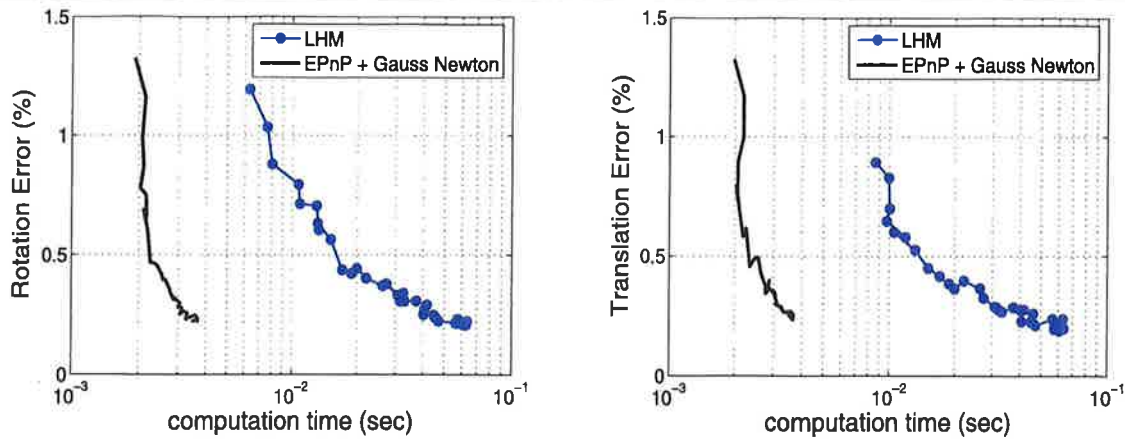 1.5
LHM
EPnP + Gauss Newton
1
0.5
0
Rotation Error (%)
10-3
10-2
10-1
computation time (sec)
1.5
LHM
EPnP + Gauss Newton
1
0.5
0
Translation Error (%)
10-3
10-2
10-1
computation time (sec)